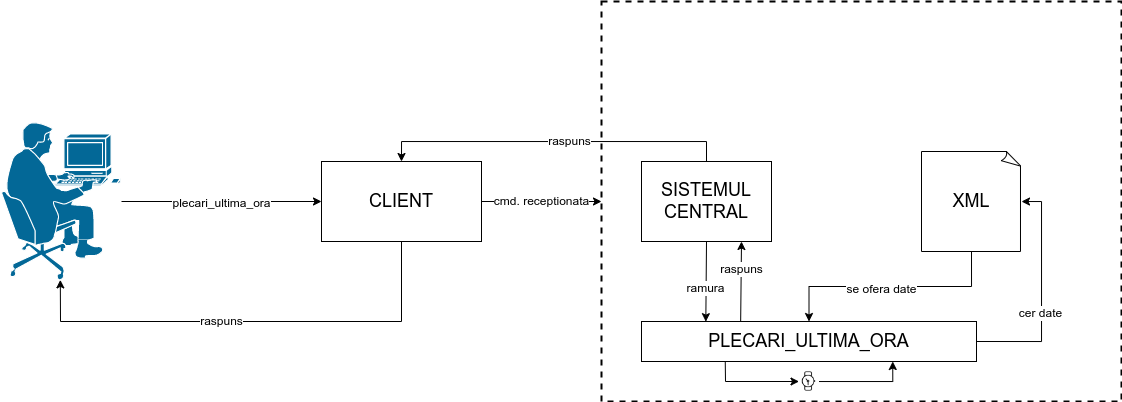 raspuns
CLIENT
SISTEMUL
CENTRAL
XML
plecari_ultima_ora
cmd. receptionata
raspuns
ramura
se ofera date
cer date
raspuns
PLECARI_ULTIMA_ORA